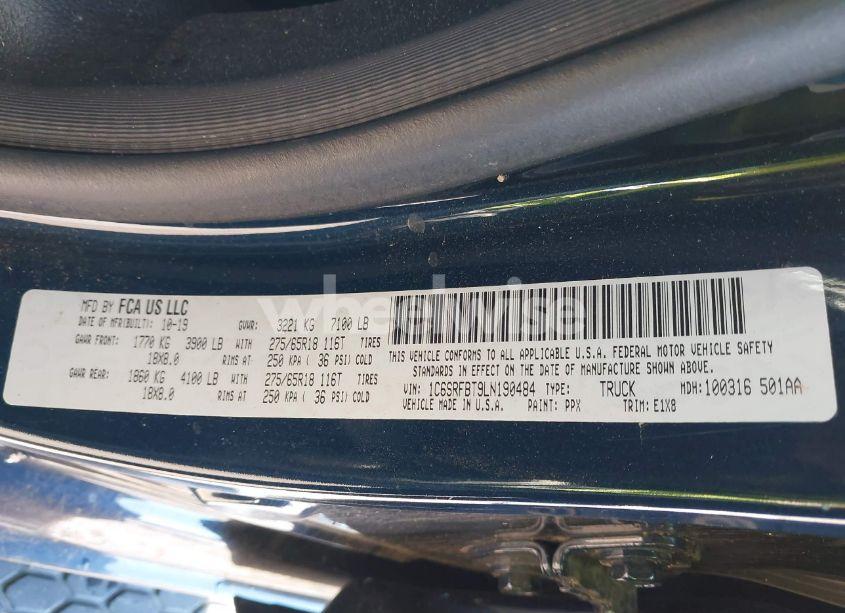 MFD BY FCA US LLC
DATE OF MFR(BUILT): 10-19 GVWR: 3221 KG 7100 LB
GAWR FRONT: 1770 KG 3900 LB WITH 275/65R18 116T TIRES
18X8.0 RIMS AT 250 KPA ( 36 PSI) COLD
GAWR REAR: 1860 KG 4100 LB WITH 275/65R18 116T TIRES
18X8.0 RIMS AT 250 KPA ( 36 PSI) COLD
THIS VEHICLE CONFORMS TO ALL APPLICABLE U.S.A. FEDERAL MOTOR VEHICLE SAFETY
STANDARDS IN EFFECT ON THE DATE OF MANUFACTURE SHOWN ABOVE.
VIN: 1C6SRFBT9LN190484 TYPE: TRUCK MDH: 100316 501AA
VEHICLE MADE IN U.S.A. PAINT: PPX TRIM: E1X8
wheelwise